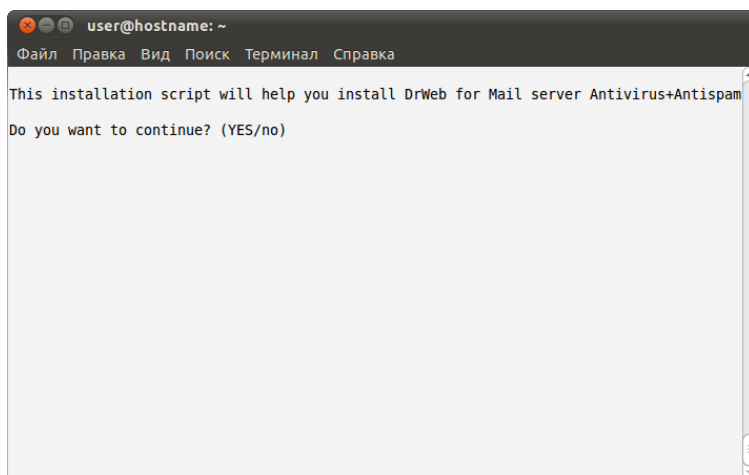 user@hostname: ~
Файл Правка Вид Поиск Терминал Справка
This installation script will help you install DrWeb for Mail server Antivirus+Antispam
Do you want to continue? (YES/no)